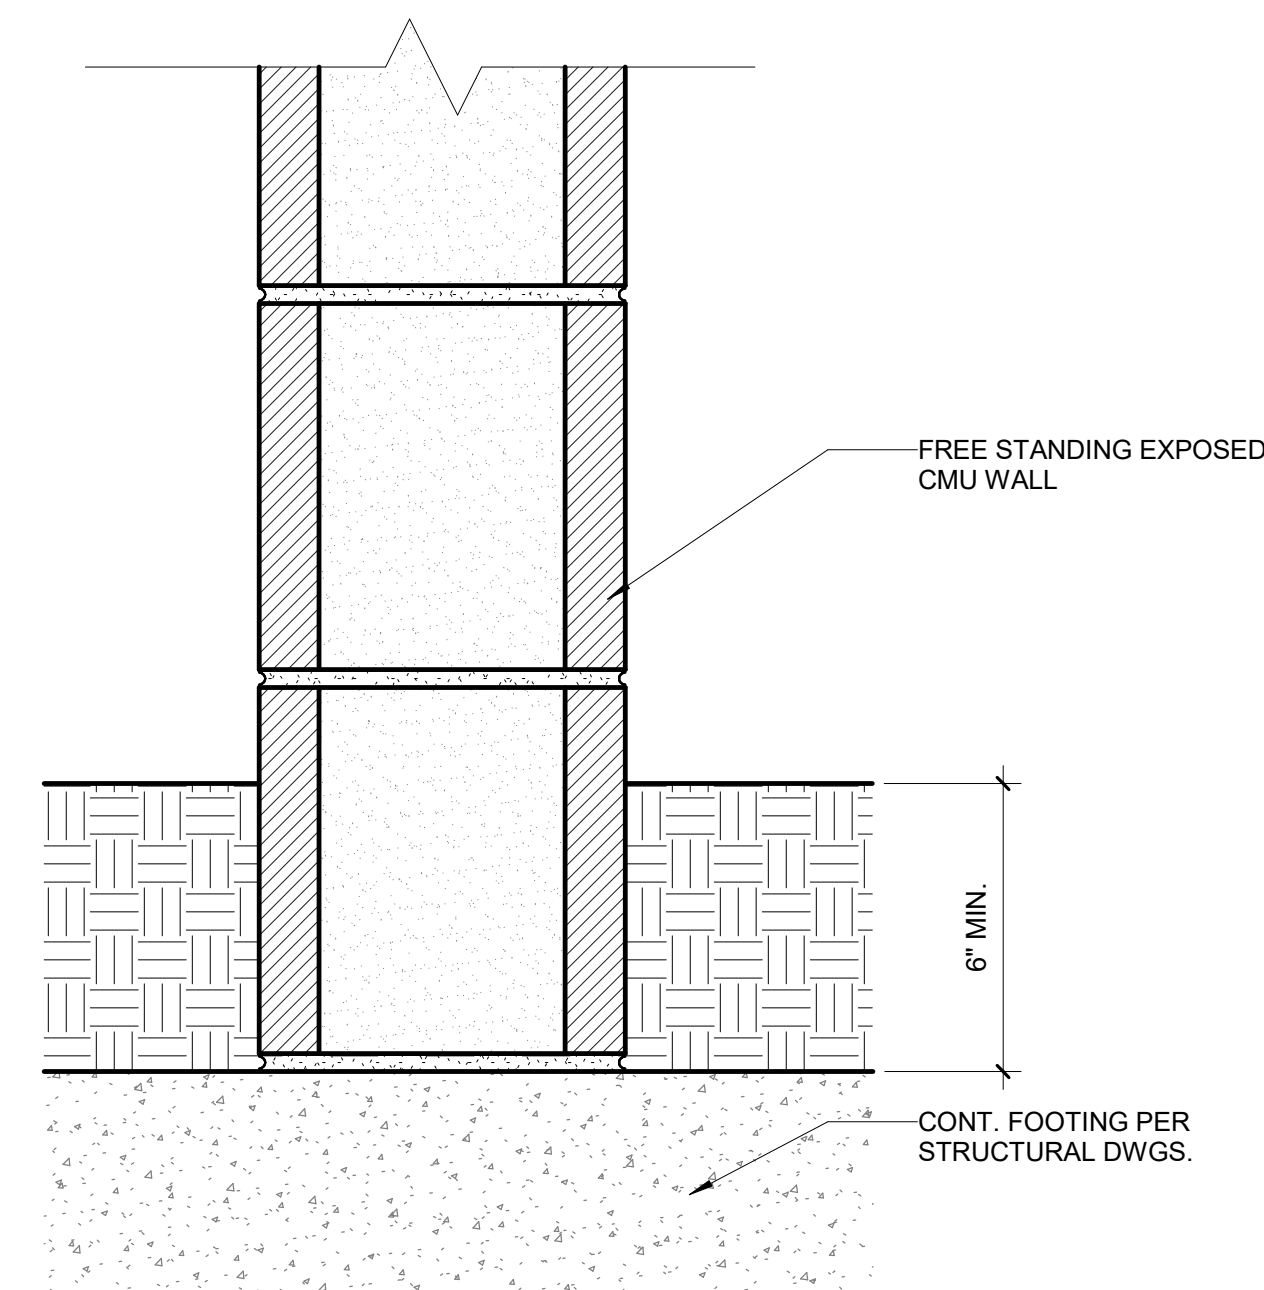 FREE STANDING EXPOSED
CMU WALL
6" MIN.
CONT. FOOTING PER
STRUCTURAL DWGS.